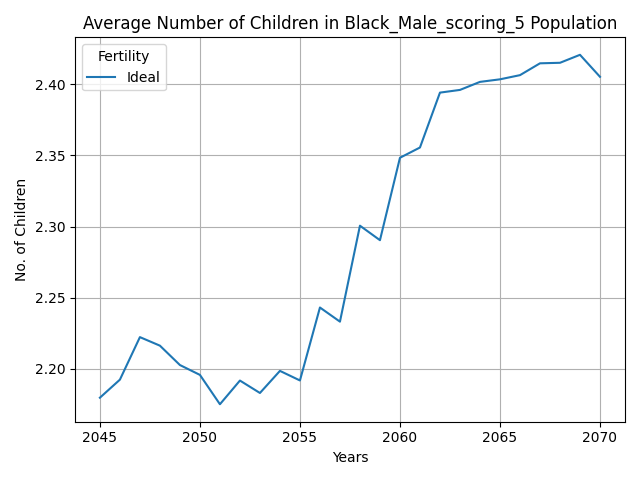 Average Number of Children in Black_Male_scoring_5 Population
Fertility
Ideal
2.40
2.35
2.30
2.25
2.20
No. of Children
2045 2050 2055 2060 2065 2070
Years